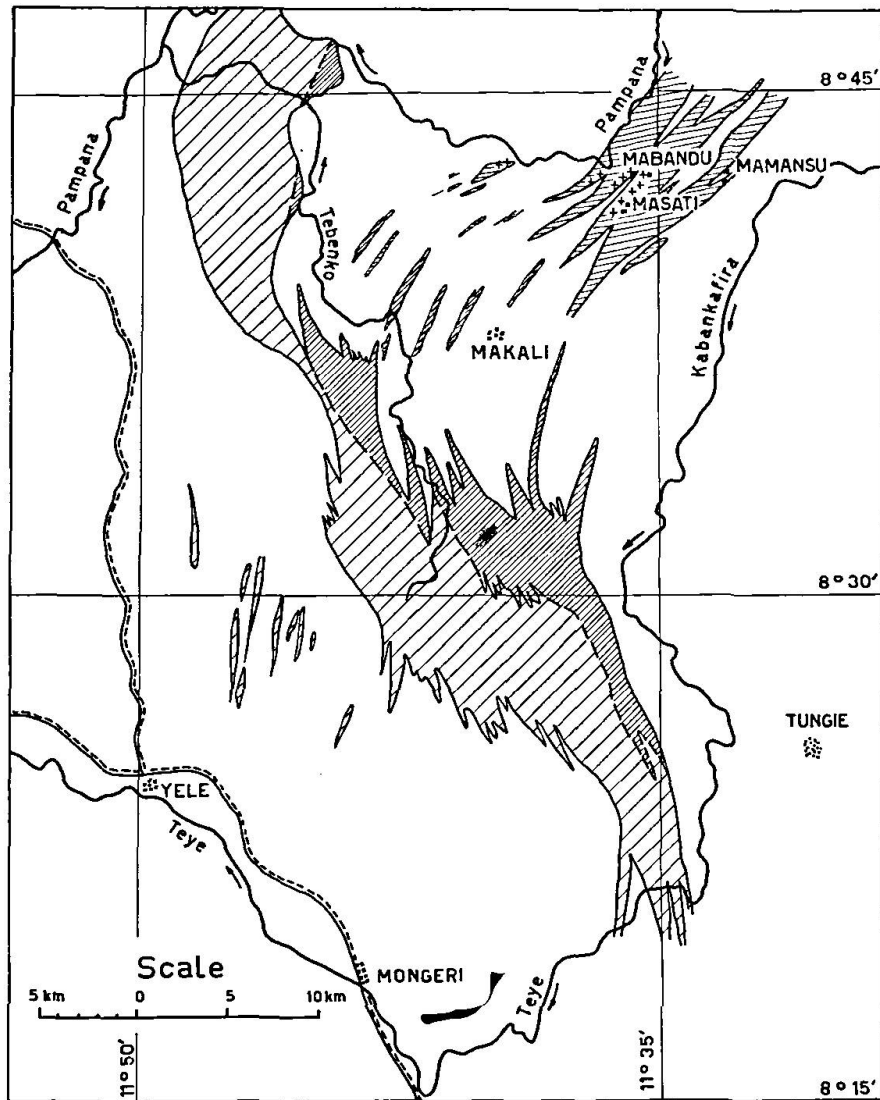 8° 45′
Pampana
Pampana
MABANDU
MAMANSU
MASATI
Tebenko
Kabankafira
MAKALI
8° 30′
TUNGIE
YELE
Teye
Scale
MONGERI
5 km 0 5 10 km
Teye
11° 50′
11° 35′
8° 15′